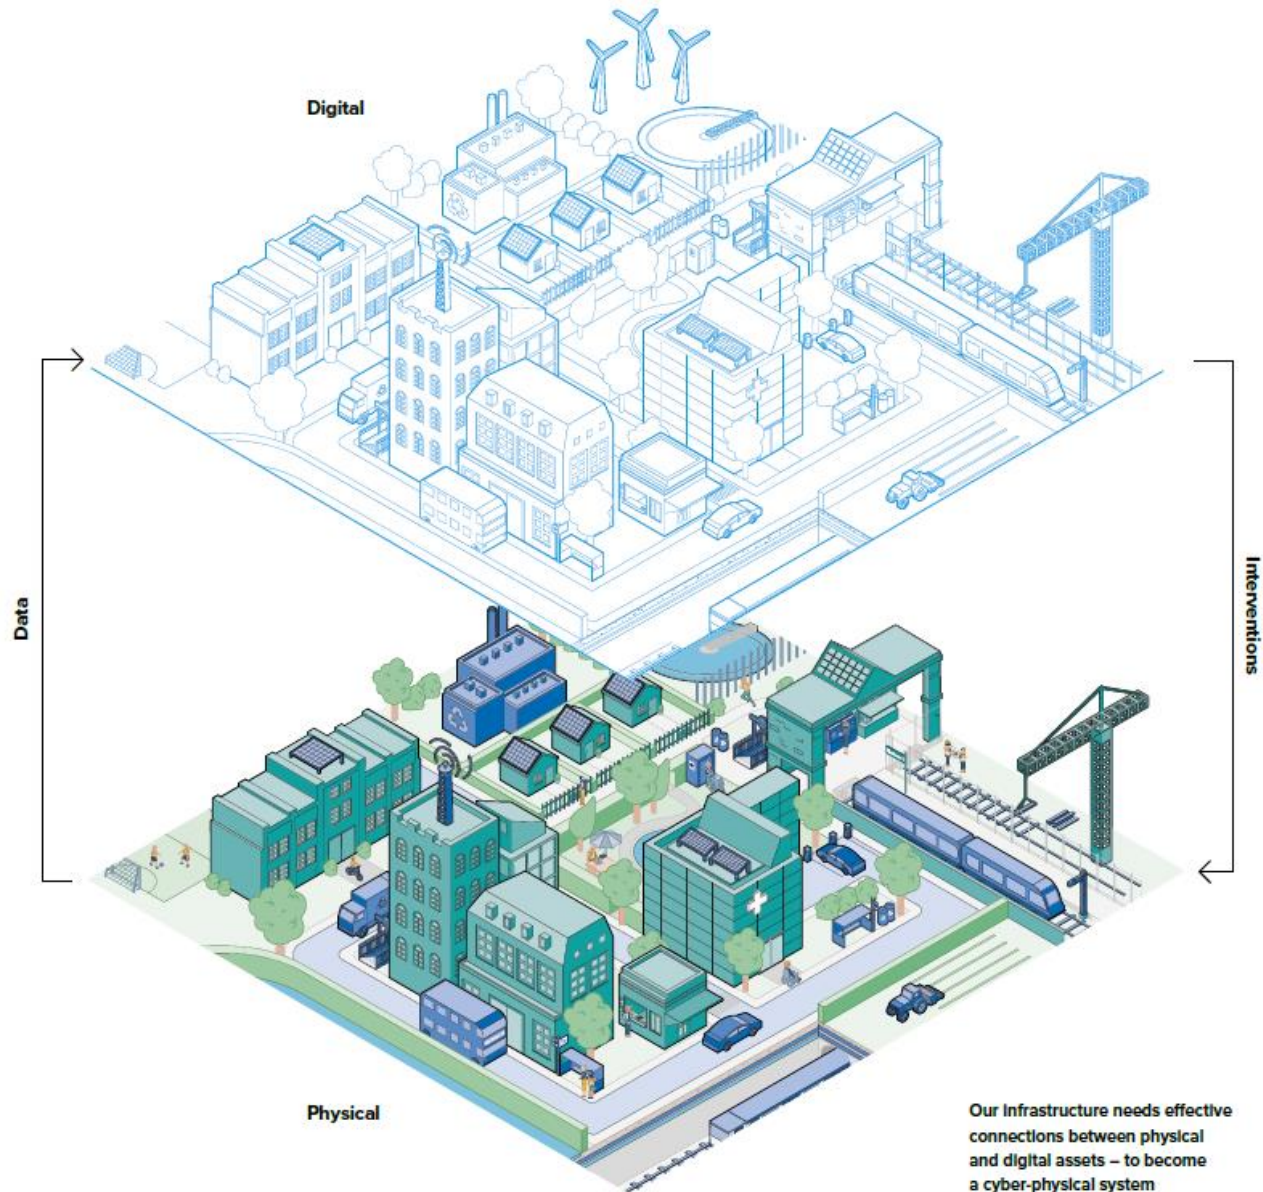 Digital
Data
Interventions
Physical
Our infrastructure needs effective
connections between physical
and digital assets – to become
a cyber-physical system